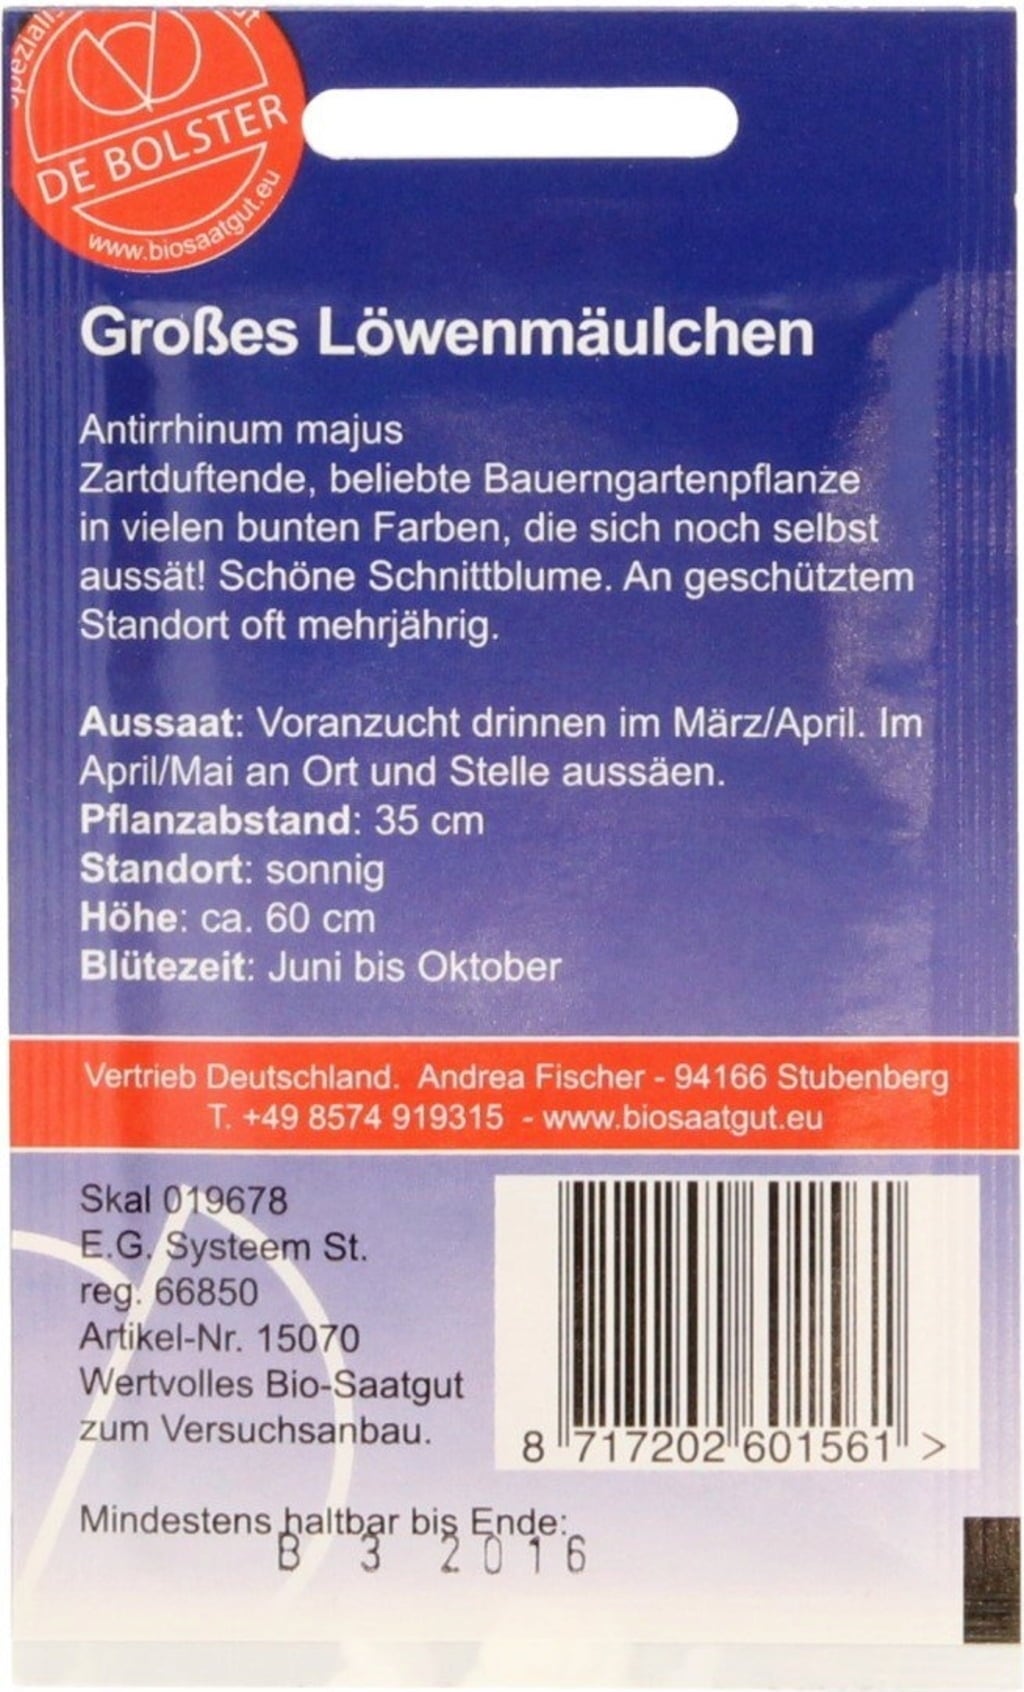 DE BOLSTER
www.biosaatgut.eu
Großes Löwenmäulchen
Antirrhinum majus
Zartduftende, beliebte Bauerngartenpflanze
in vielen bunten Farben, die sich noch selbst
aussät! Schöne Schnittblume. An geschütztem
Standort oft mehrjährig.
Aussaat: Voranzucht drinnen im März/April. Im
April/Mai an Ort und Stelle aussäen.
Pflanzabstand: 35 cm
Standort: sonnig
Höhe: ca. 60 cm
Blütezeit: Juni bis Oktober
Vertrieb Deutschland. Andrea Fischer - 94166 Stubenberg
T. +49 8574 919315 - www.biosaatgut.eu
Skal 019678
E.G. Systeem St.
reg. 66850
Artikel-Nr. 15070
Wertvolles Bio-Saatgut
zum Versuchsanbau.
8 717202 601561 >
Mindestens haltbar bis Ende:
B 3 2016